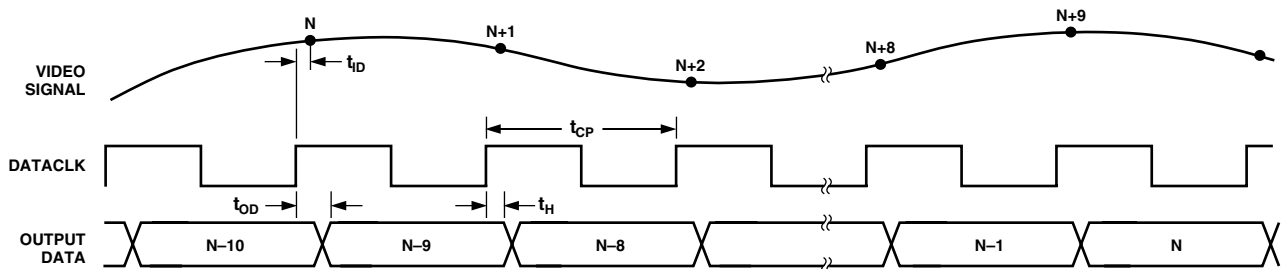 N
N+1
N+2
N+8
N+9
t_ID
VIDEO
SIGNAL
t_CP
DATACLK
t_OD
t_H
OUTPUT
DATA
N–10
N–9
N–8
N–1
N